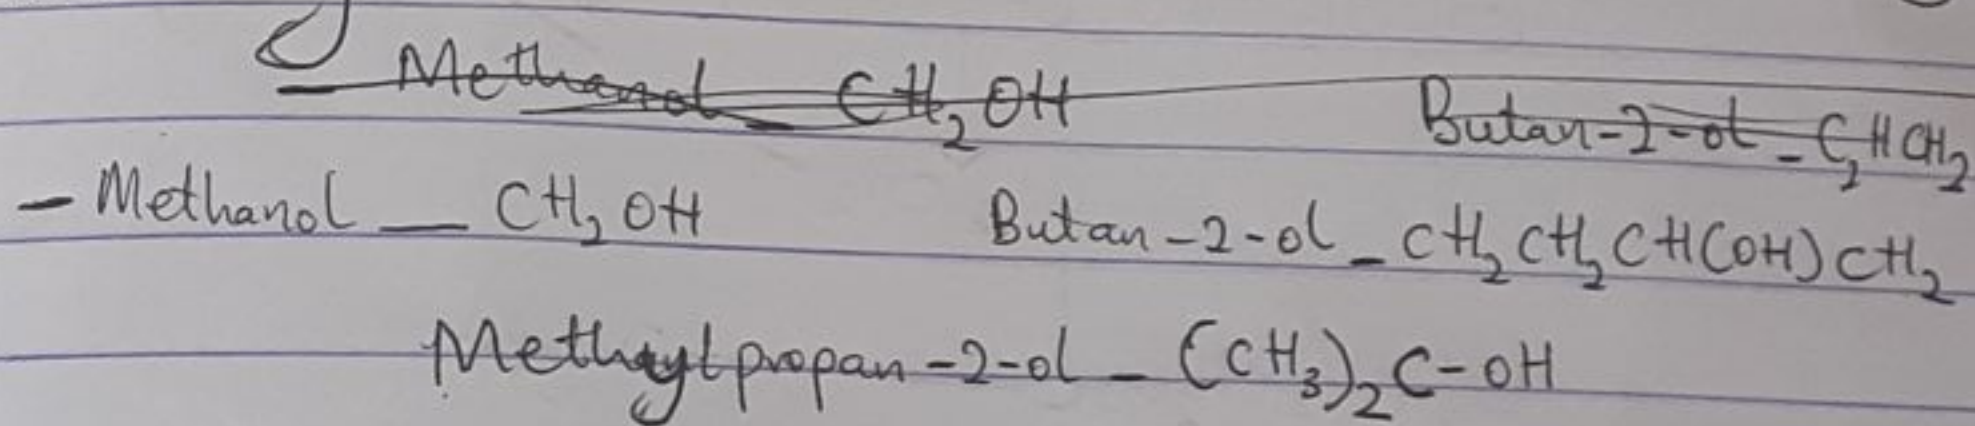 Methanol — CH₂OH Butan-2-ol - C₂HCH₂
- Methanol — CH₂OH Butan-2-ol - CH₂CH₂CH(OH)CH₂
Methylpropan-2-ol - (CH₃)₂C-OH